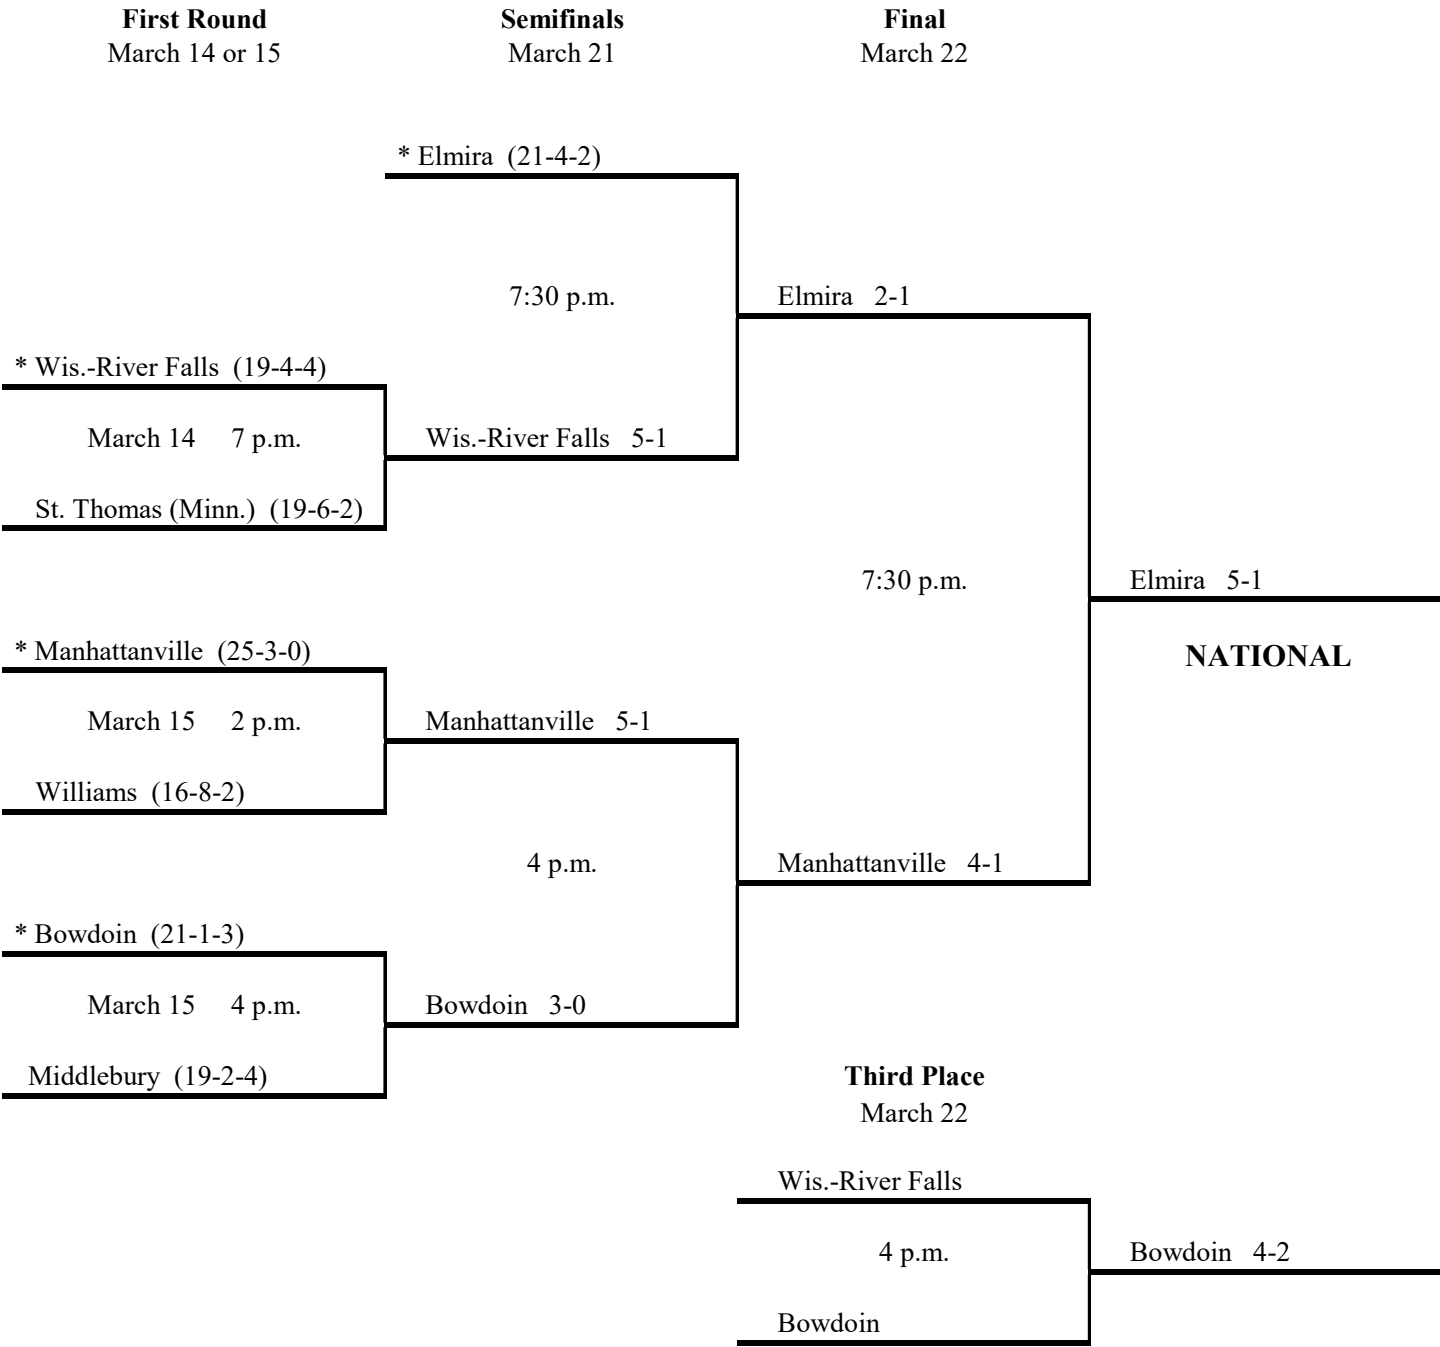 First Round Semifinals Final
March 14 or 15 March 21 March 22
* Elmira (21-4-2)
7:30 p.m. Elmira 2-1
* Wis.-River Falls (19-4-4)
March 14 7 p.m. Wis.-River Falls 5-1
St. Thomas (Minn.) (19-6-2)
7:30 p.m. Elmira 5-1
* Manhattanville (25-3-0) NATIONAL
March 15 2 p.m. Manhattanville 5-1
Williams (16-8-2)
4 p.m. Manhattanville 4-1
* Bowdoin (21-1-3)
March 15 4 p.m. Bowdoin 3-0
Middlebury (19-2-4) Third Place
March 22
Wis.-River Falls
4 p.m. Bowdoin 4-2
Bowdoin